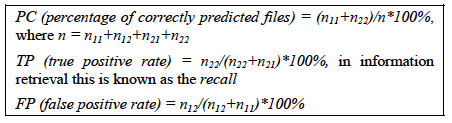 PC (percentage of correctly predicted files) = (n₁₁+n₂₂)/n*100%,
where n = n₁₁+n₁₂+n₂₁+n₂₂
TP (true positive rate) = n₂₂/(n₂₂+n₂₁)*100%, in information
retrieval this is known as the recall
FP (false positive rate) = n₁₂/(n₁₂+n₁₁)*100%